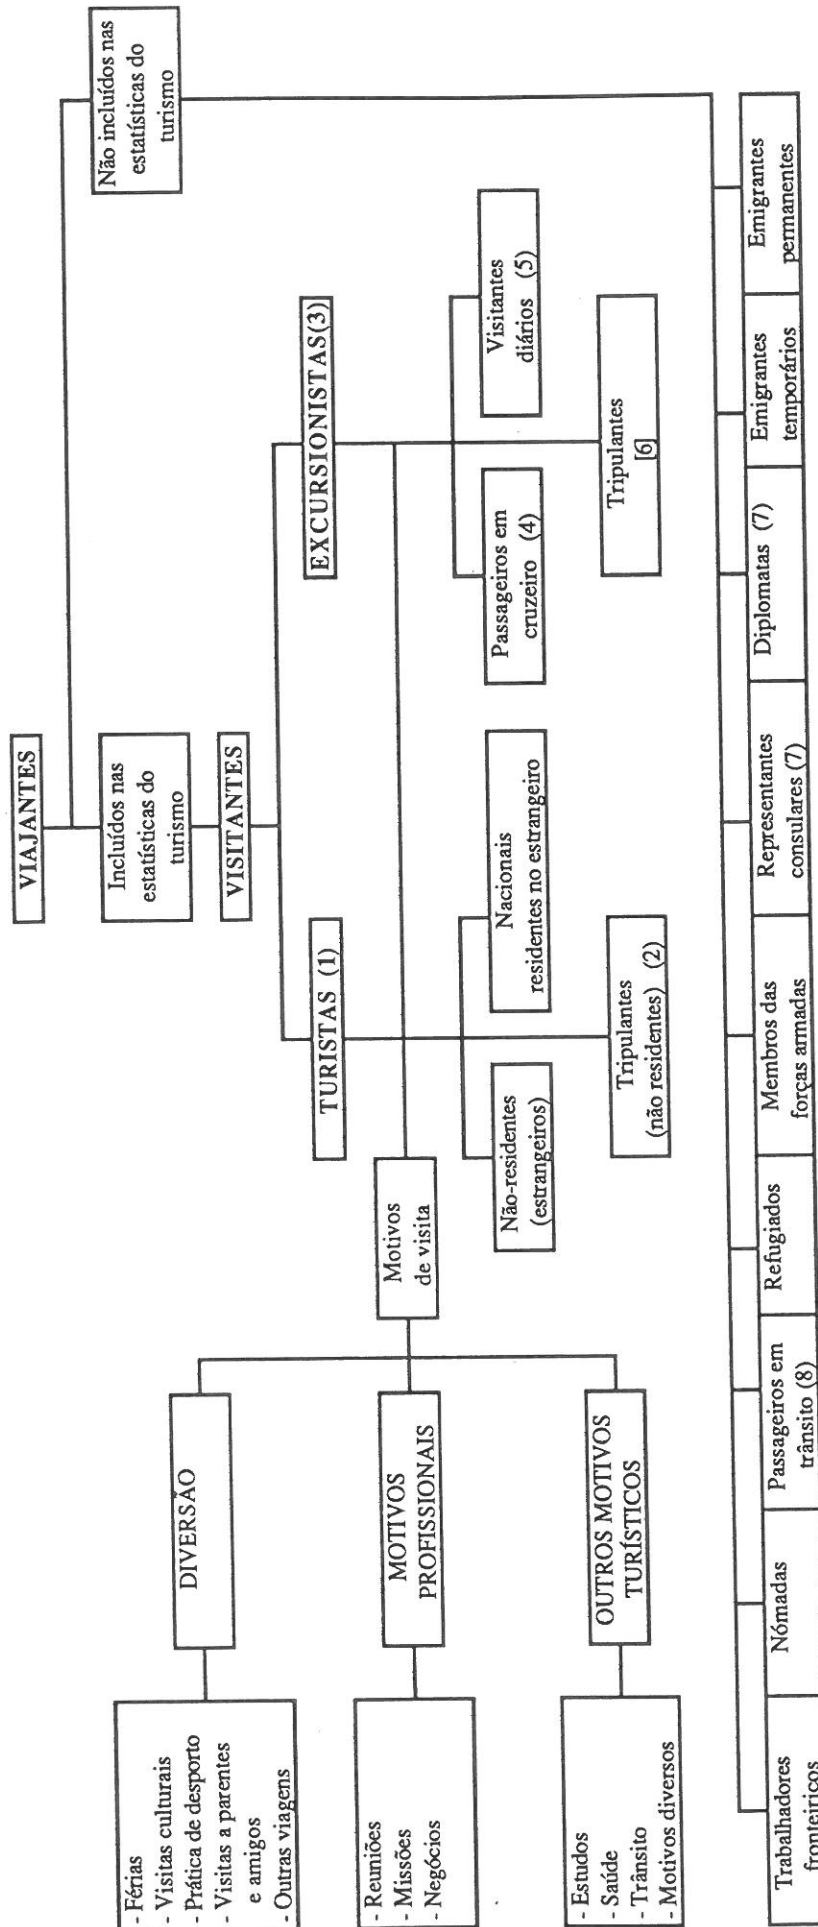 VIAJANTES
Incluídos nas
estatísticas do
turismo
Não incluídos nas
estatísticas do
turismo
VISITANTES
TURISTAS (1)
EXCURSIONISTAS(3)
Motivos
de visita
Não-residentes
(estrangeiros)
Nacionais
residentes no estrangeiro
Passageiros em
cruzeiro (4)
Visitantes
diários (5)
Tripulantes
(não residentes) (2)
Tripulantes
[6]
DIVERSÃO
MOTIVOS
PROFISSIONAIS
OUTROS MOTIVOS
TURÍSTICOS
- Férias
- Visitas culturais
- Prática de desporto
- Visitas a parentes
e amigos
- Outras viagens
- Reuniões
- Missões
- Negócios
- Estudos
- Saúde
- Trânsito
- Motivos diversos
Trabalhadores
fronteiriços
Nómadas
Passageiros em
trânsito (8)
Refugiados
Membros das
forças armadas
Representantes
consulares (7)
Diplomatas (7)
Emigrantes
temporários
Emigrantes
permanentes